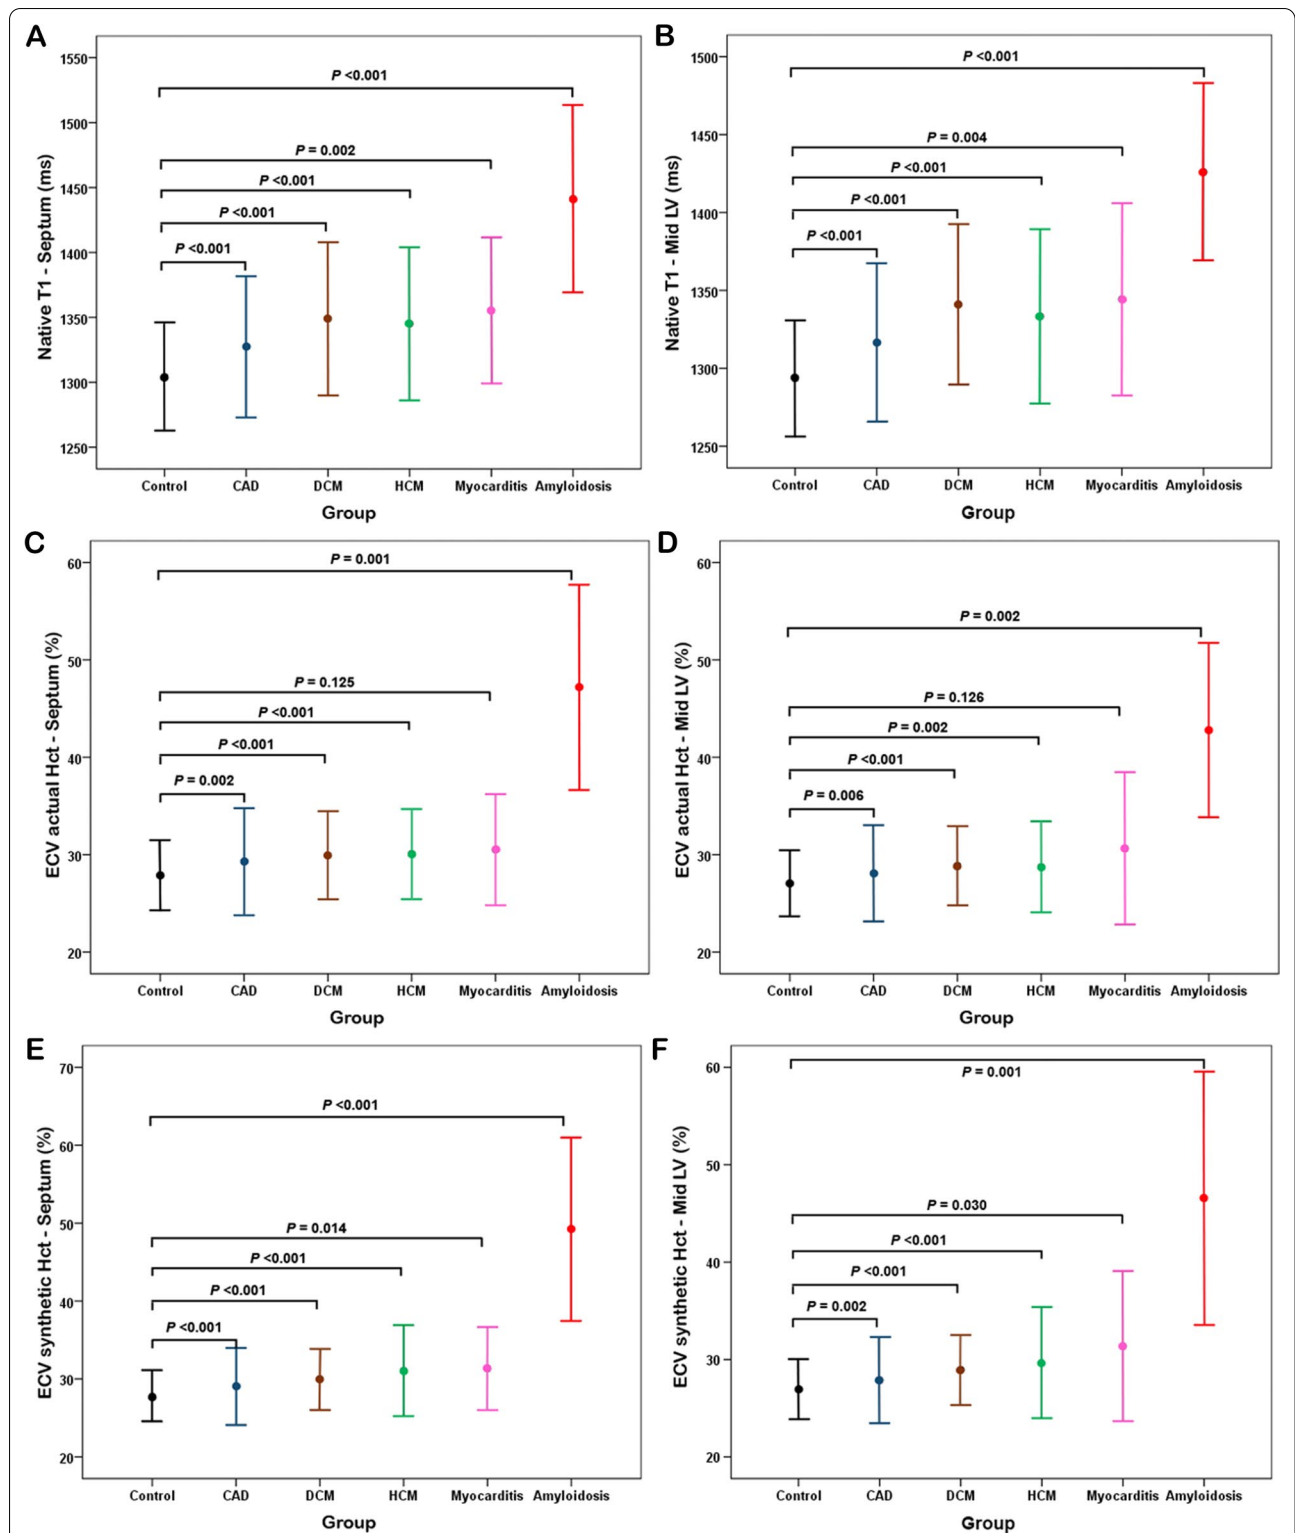 A
Native T1 - Septum (ms)
1550
1500
1450
1400
1350
1300
1250
P <0.001
P = 0.002
P <0.001
P <0.001
P <0.001
Control CAD DCM HCM Myocarditis Amyloidosis
Group
B
Native T1 - Mid LV (ms)
1500
1450
1400
1350
1300
1250
P <0.001
P = 0.004
P <0.001
P <0.001
P <0.001
Control CAD DCM HCM Myocarditis Amyloidosis
Group
C
ECV actual Hct - Septum (%)
60
50
40
30
20
P = 0.001
P = 0.125
P <0.001
P <0.001
P = 0.002
Control CAD DCM HCM Myocarditis Amyloidosis
Group
D
ECV actual Hct - Mid LV (%)
60
50
40
30
20
P = 0.002
P = 0.126
P = 0.002
P <0.001
P = 0.006
Control CAD DCM HCM Myocarditis Amyloidosis
Group
E
ECV synthetic Hct - Septum (%)
70
60
50
40
30
20
P <0.001
P = 0.014
P <0.001
P <0.001
P <0.001
Control CAD DCM HCM Myocarditis Amyloidosis
Group
F
ECV synthetic Hct - Mid LV (%)
60
50
40
30
20
P = 0.001
P = 0.030
P <0.001
P <0.001
P = 0.002
Control CAD DCM HCM Myocarditis Amyloidosis
Group